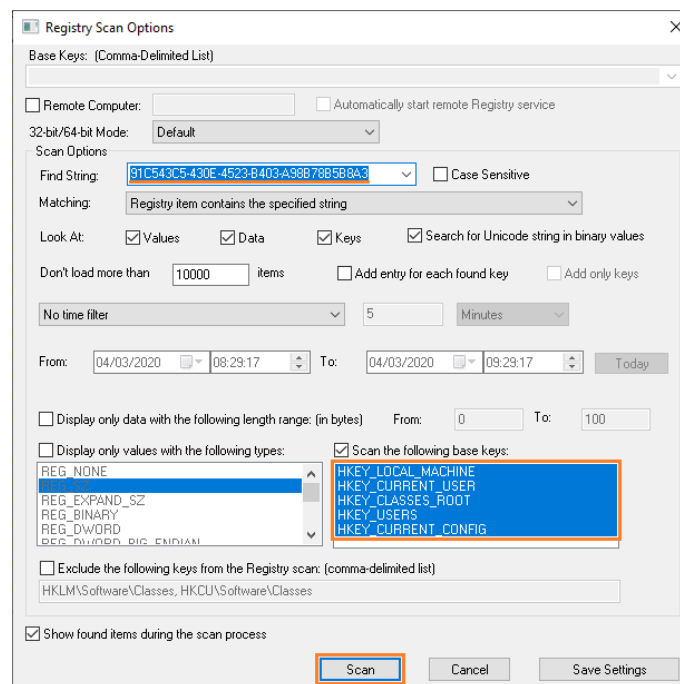 Registry Scan Options
Base Keys: (Comma-Delimited List)
Remote Computer:
Automatically start remote Registry service
32-bit/64-bit Mode: Default
Scan Options
Find String: 91C543C5-430E-4523-B403-A98B78B5B8A3 Case Sensitive
Matching: Registry item contains the specified string
Look At: Values Data Keys Search for Unicode string in binary values
Don't load more than 10000 items Add entry for each found key Add only keys
No time filter 5 Minutes
From: 04/03/2020 08:29:17 To: 04/03/2020 09:29:17 Today
Display only data with the following length range: (in bytes) From: 0 To: 100
Display only values with the following types: Scan the following base keys:
REG_NONE HKEY_LOCAL_MACHINE
REG_SZ HKEY_CURRENT_USER
REG_EXPAND_SZ HKEY_CLASSES_ROOT
REG_BINARY HKEY_USERS
REG_DWORD HKEY_CURRENT_CONFIG
REG_DWORD_BIG_ENDIAN
Exclude the following keys from the Registry scan: (comma-delimited list)
HKLM\Software\Classes, HKCU\Software\Classes
Show found items during the scan process
Scan Cancel Save Settings